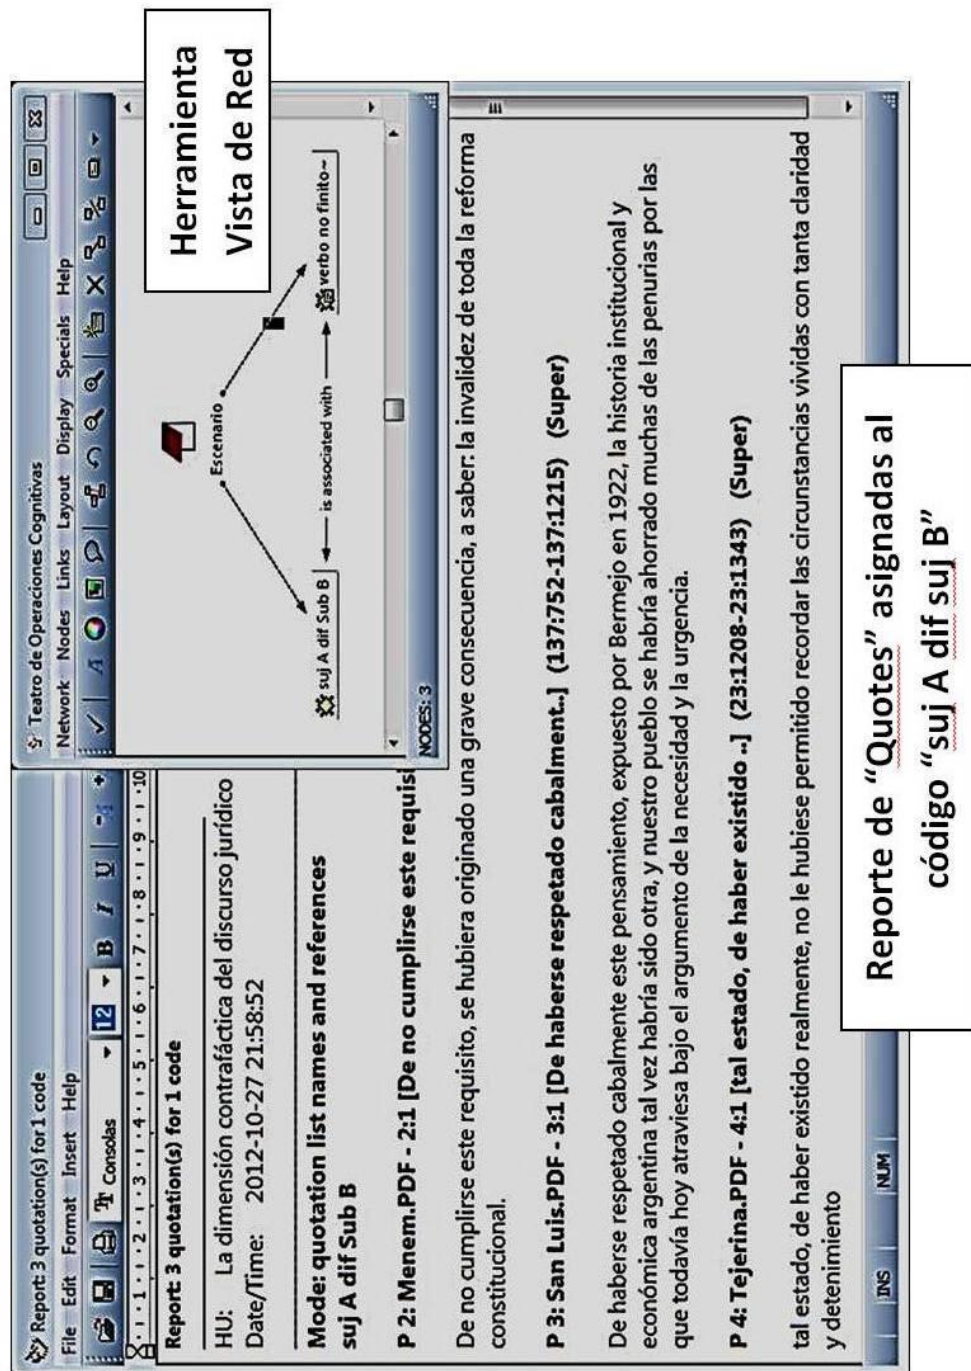 Report: 3 quotation(s) for 1 code
File Edit Format Insert Help
Consolas 12 B I U
1 2 3 4 5 6 7 8 9 10
Report: 3 quotation(s) for 1 code
HU: La dimensión contrafáctica del discurso jurídico
Date/Time: 2012-10-27 21:58:52
Mode: quotation list names and references
suj A dif Sub B
P 2: Menem.PDF - 2:1 [De no cumplirse este requisi
De no cumplirse este requisito, se hubiera originado una grave consecuencia, a saber: la invalidez de toda la reforma
constitucional.
P 3: San Luis.PDF - 3:1 [De haberse respetado cabalment..] (137:752-137:1215) (Super)
De haberse respetado cabalmente este pensamiento, expuesto por Bermejo en 1922, la historia institucional y
económica argentina tal vez habría sido otra, y nuestro pueblo se habría ahorrado muchas de las penurias por las
que todavía hoy atraviesa bajo el argumento de la necesidad y la urgencia.
P 4: Tejerina.PDF - 4:1 [tal estado, de haber existido ..] (23:1208-23:1343) (Super)
tal estado, de haber existido realmente, no le hubiese permitido recordar las circunstancias vividas con tanta claridad
y detenimiento
INS NUM
Teatro de Operaciones Cognitivas
Network Nodes Links Layout Display Specials Help
Escenario
suj A dif Sub B
is associated with
verbo no finito~
NODES: 3
Herramienta
Vista de Red
Reporte de “Quotes” asignadas al
código “suj A dif suj B”